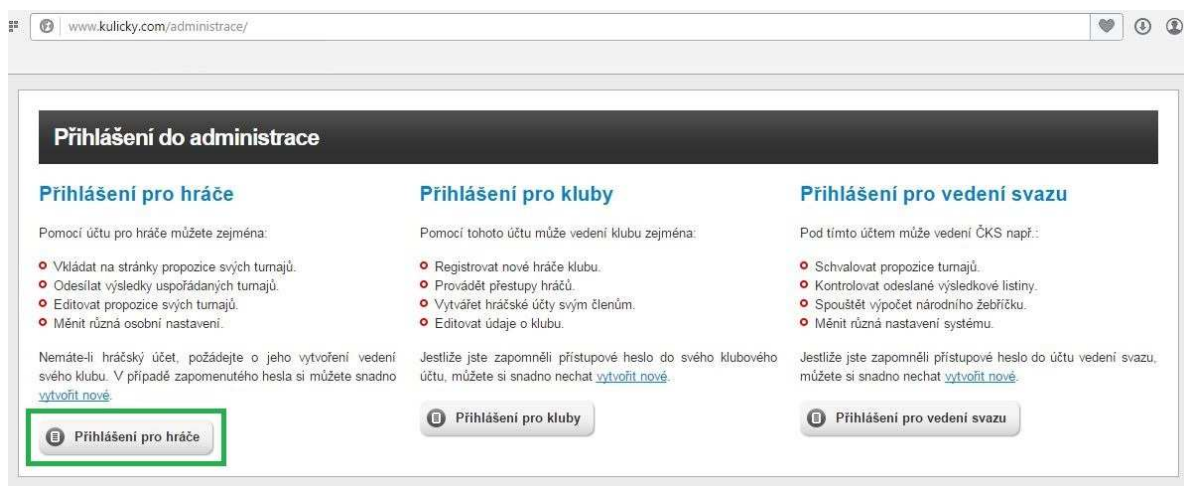 www.kulicky.com/administrace/
Přihlášení do administrace
Přihlášení pro hráče
Pomocí účtu pro hráče můžete zejména:
Vkládat na stránky propozice svých turnajů.
Odesílat výsledky uspořádaných turnajů.
Editovat propozice svých turnajů.
Měnit různá osobní nastavení.
Nemáte-li hráčský účet, požádejte o jeho vytvoření vedení
svého klubu. V případě zapomenutého hesla si můžete snadno
vytvořit nové.
Přihlášení pro hráče
Přihlášení pro kluby
Pomocí tohoto účtu může vedení klubu zejména:
Registrovat nové hráče klubu.
Provádět přestupy hráčů.
Vytvářet hráčské účty svým členům.
Editovat údaje o klubu.
Jestliže jste zapomněli přístupové heslo do svého klubového
účtu, můžete si snadno nechat vytvořit nové.
Přihlášení pro kluby
Přihlášení pro vedení svazu
Pod tímto účtem může vedení ČKS např.:
Schvalovat propozice turnajů.
Kontrolovat odeslané výsledkové listiny.
Spouštět výpočet národního žebříčku.
Měnit různá nastavení systému.
Jestliže jste zapomněli přístupové heslo do účtu vedení svazu,
můžete si snadno nechat vytvořit nové.
Přihlášení pro vedení svazu